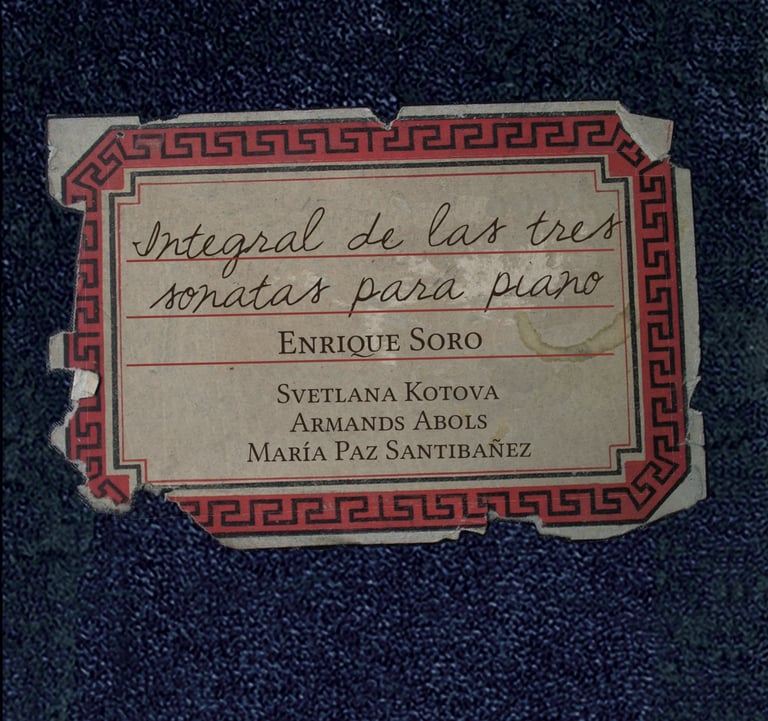 Integral de las tres
sonatas para piano
ENRIQUE SORO
SVETLANA KOTOVA
ARMANDS ABOLS
MARÍA PAZ SANTIBAÑEZ